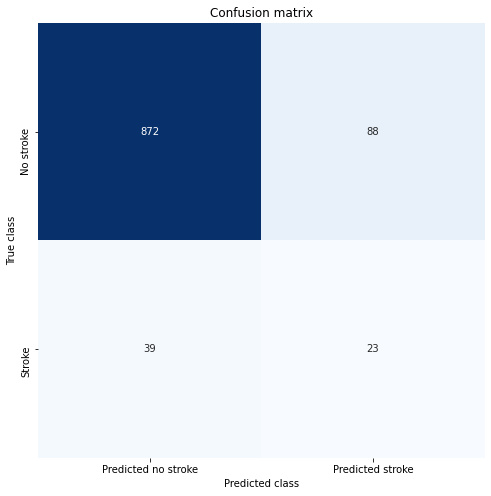 Confusion matrix
No stroke
872
88
True class
Stroke
39
23
Predicted no stroke
Predicted stroke
Predicted class